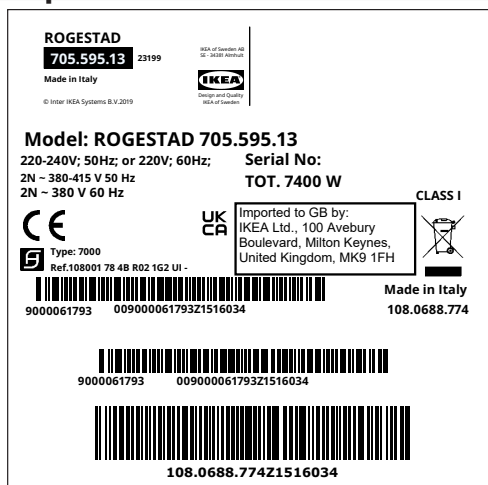 ROGESTAD
705.595.13 23199
Made in Italy
© Inter IKEA Systems B.V.2019
IKEA of Sweden AB
SE - 34381 Älmhult
IKEA
Design and Quality
IKEA of Sweden
Model: ROGESTAD 705.595.13
220-240V; 50Hz; or 220V; 60Hz;
2N ~ 380-415 V 50 Hz
2N ~ 380 V 60 Hz
Serial No:
TOT. 7400 W
CLASS I
CE
UK
CA
Imported to GB by:
IKEA Ltd., 100 Avebury
Boulevard, Milton Keynes,
United Kingdom, MK9 1FH
Type: 7000
Ref.108001 78 4B R02 1G2 UI -
Made in Italy
108.0688.774
9000061793 009000061793Z1516034
9000061793 009000061793Z1516034
108.0688.774Z1516034